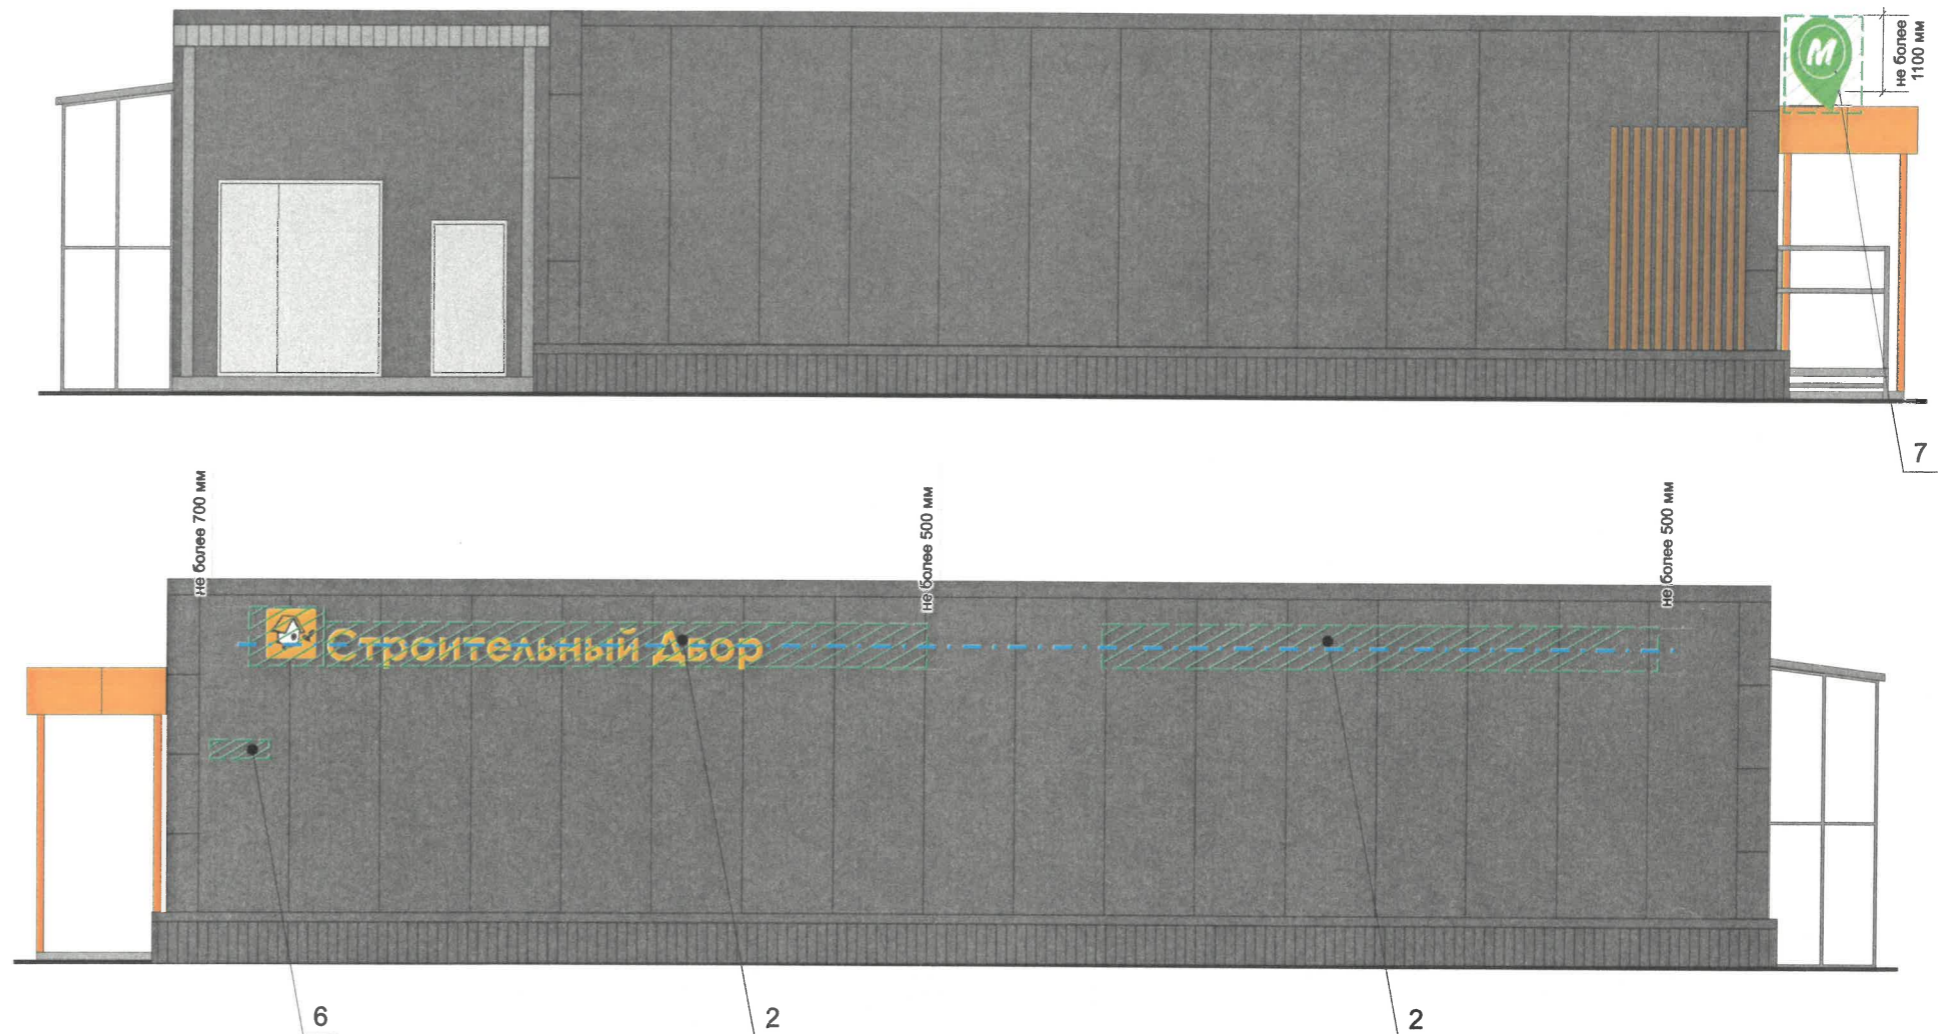 М
не более
1100 мм
7
не более 700 мм
не более 500 мм
не более 500 мм
Строительный Двор
6
2
2